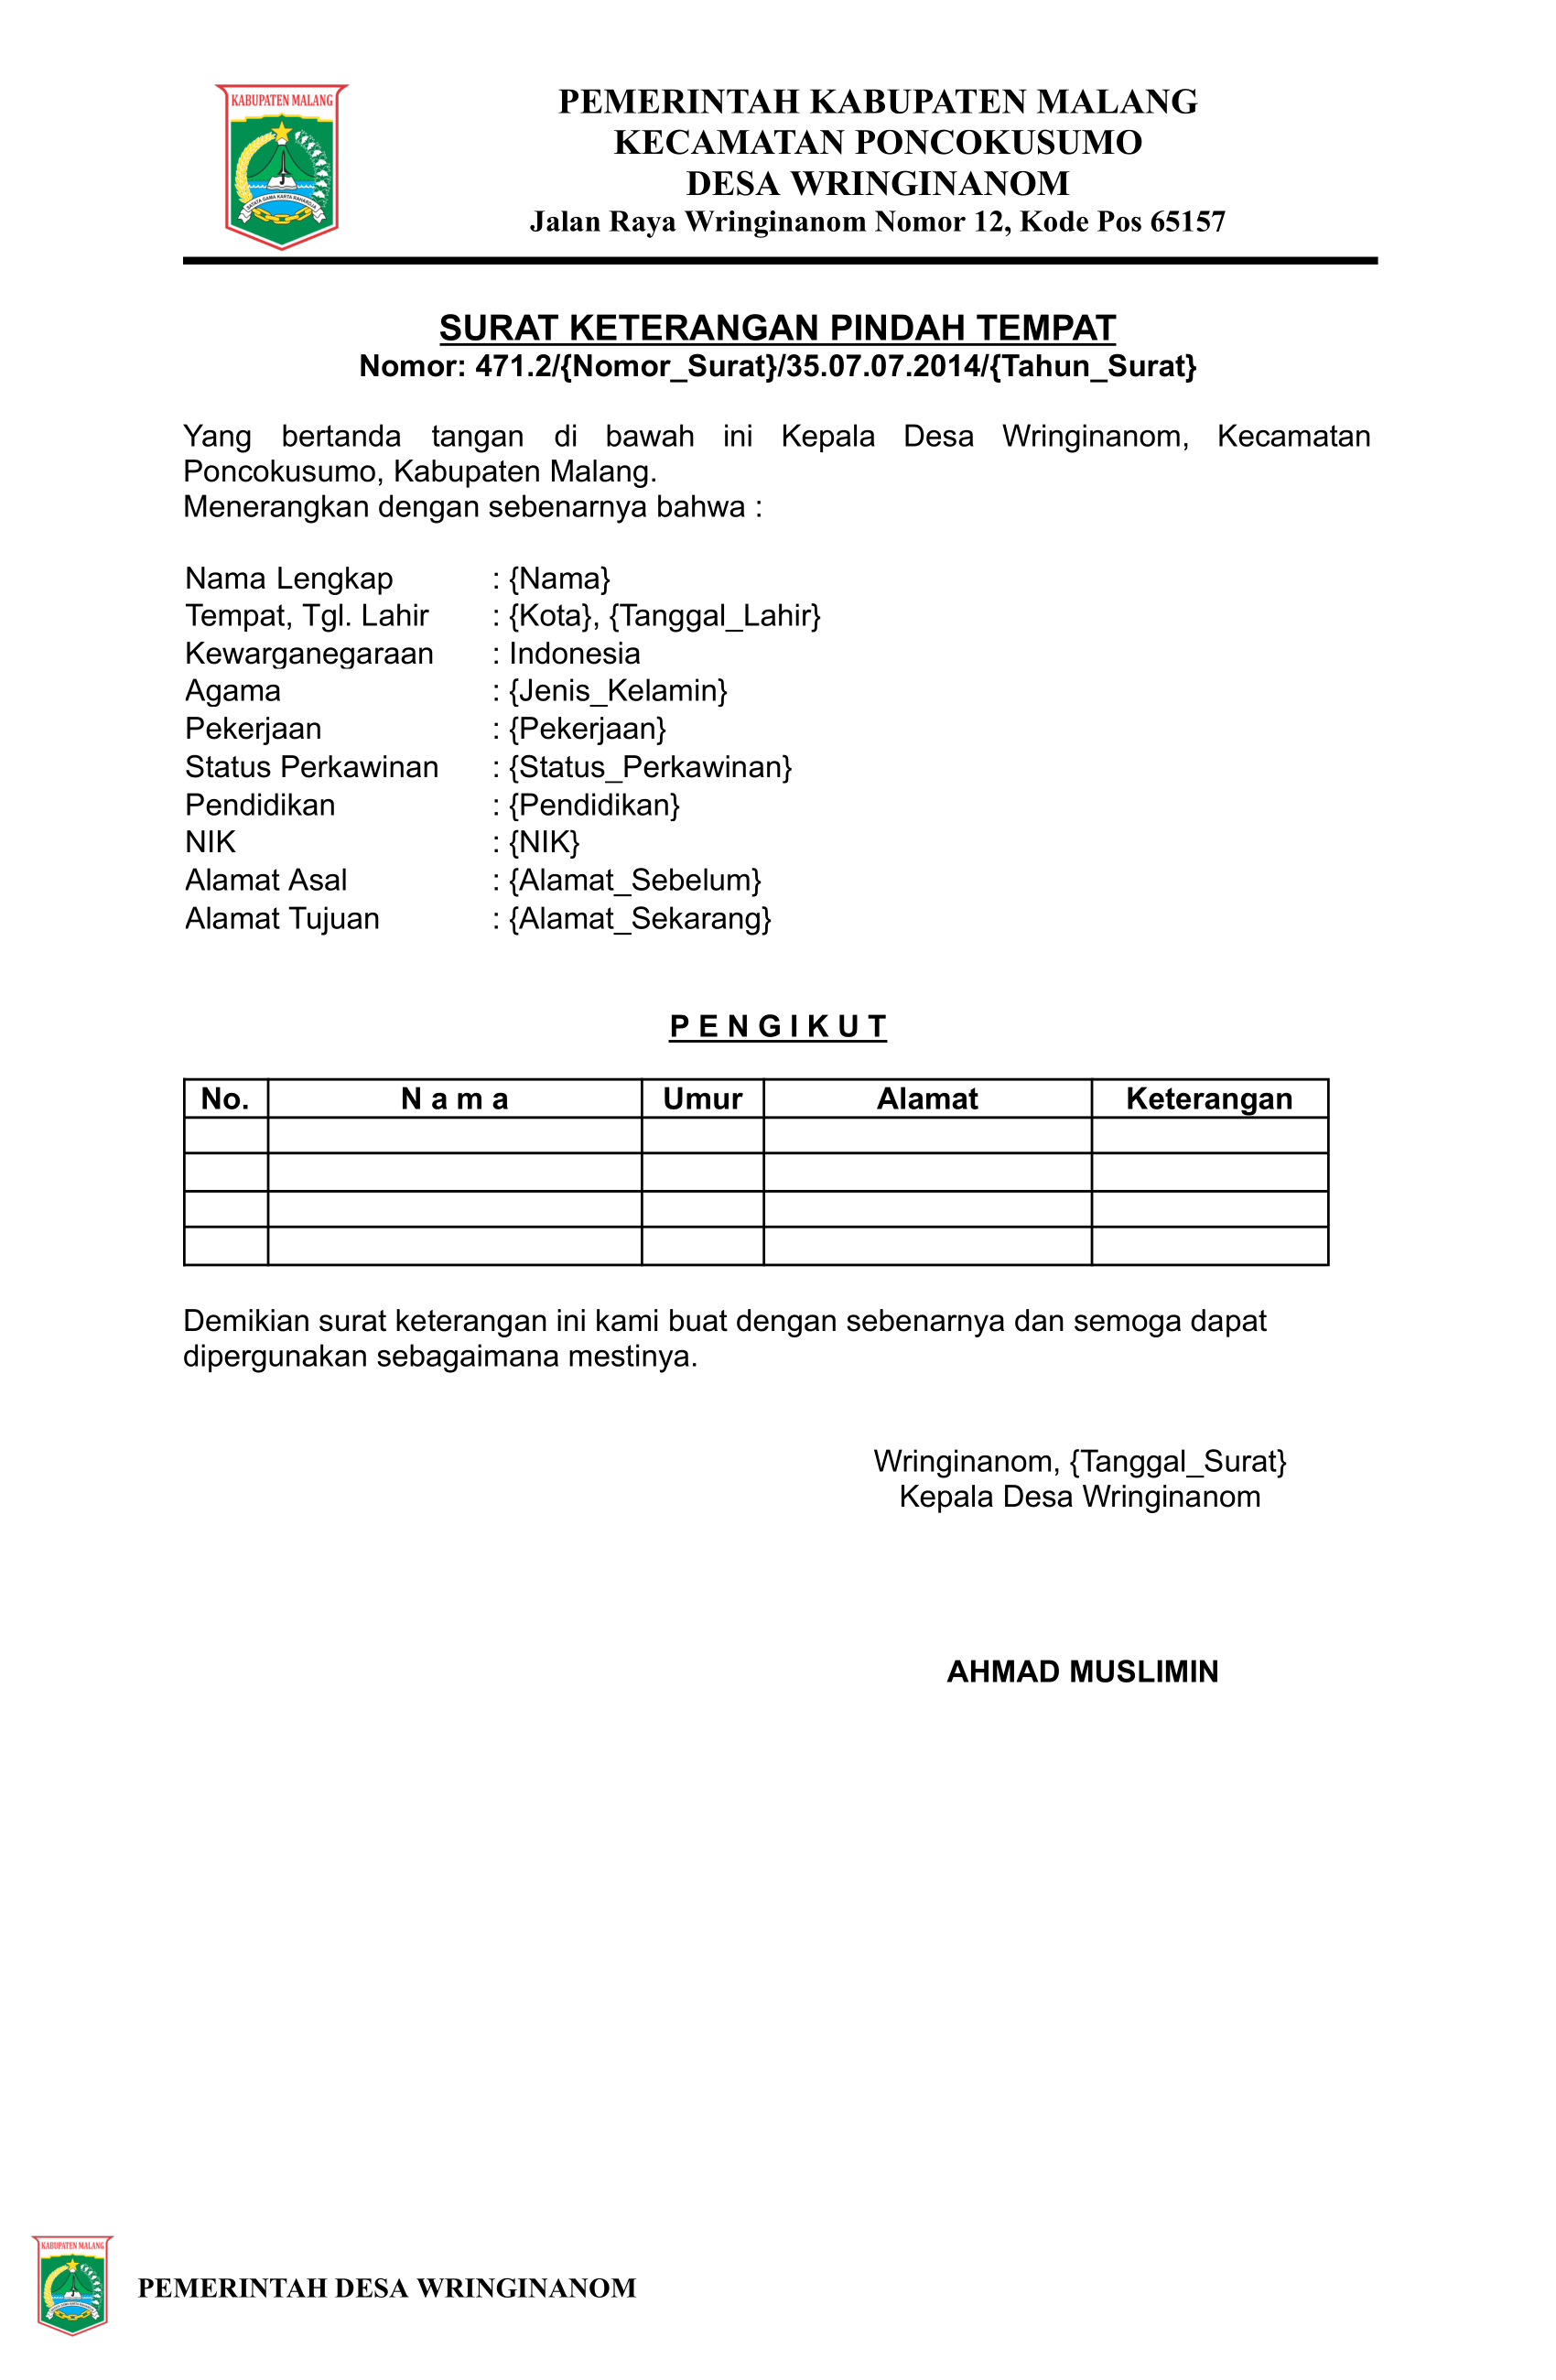 KABUPATEN MALANG
SATATA GAMA KARTA RAHARDJA
PEMERINTAH KABUPATEN MALANG
KECAMATAN PONCOKUSUMO
DESA WRINGINANOM
Jalan Raya Wringinanom Nomor 12, Kode Pos 65157
SURAT KETERANGAN PINDAH TEMPAT
Nomor: 471.2/{Nomor_Surat}/35.07.07.2014/{Tahun_Surat}
Yang bertanda tangan di bawah ini Kepala Desa Wringinanom, Kecamatan
Poncokusumo, Kabupaten Malang.
Menerangkan dengan sebenarnya bahwa :
Nama Lengkap : {Nama}
Tempat, Tgl. Lahir : {Kota}, {Tanggal_Lahir}
Kewarganegaraan : Indonesia
Agama : {Jenis_Kelamin}
Pekerjaan : {Pekerjaan}
Status Perkawinan : {Status_Perkawinan}
Pendidikan : {Pendidikan}
NIK : {NIK}
Alamat Asal : {Alamat_Sebelum}
Alamat Tujuan : {Alamat_Sekarang}
P E N G I K U T
No. N a m a Umur Alamat Keterangan
Demikian surat keterangan ini kami buat dengan sebenarnya dan semoga dapat
dipergunakan sebagaimana mestinya.
Wringinanom, {Tanggal_Surat}
Kepala Desa Wringinanom
AHMAD MUSLIMIN
KABUPATEN MALANG
PEMERINTAH DESA WRINGINANOM